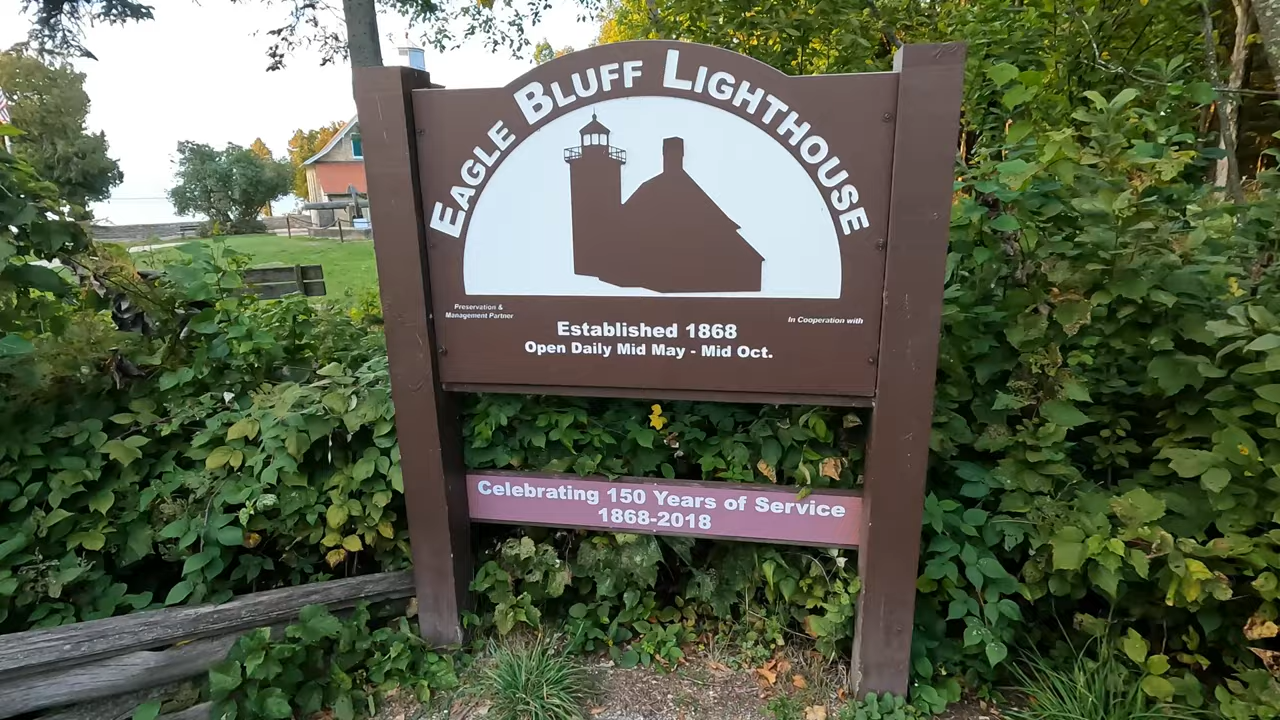 Eagle Bluff Lighthouse
Preservation &
Management Partner
In Cooperation with
Established 1868
Open Daily Mid May - Mid Oct.
Celebrating 150 Years of Service
1868-2018